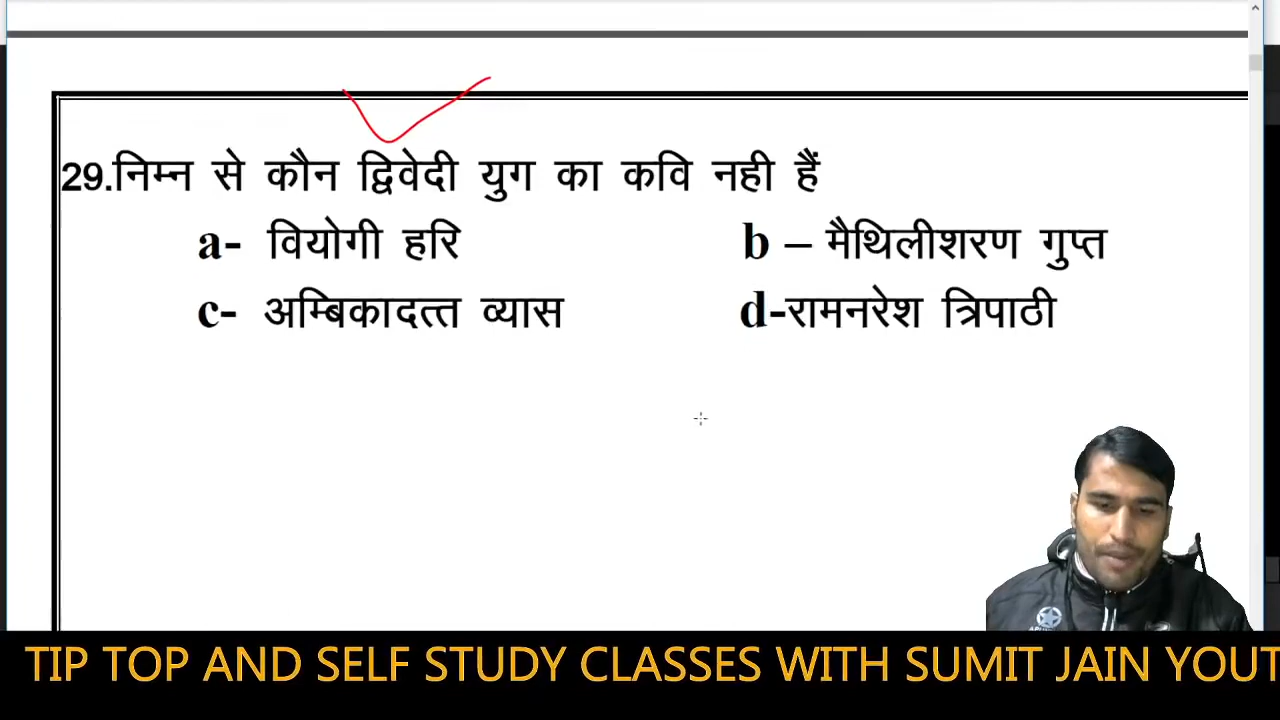 29.निम्न से कौन द्विवेदी युग का कवि नही हैं
a- वियोगी हरि
b – मैथिलीशरण गुप्त
c- अम्बिकादत्त व्यास
d-रामनरेश त्रिपाठी
TIP TOP AND SELF STUDY CLASSES WITH SUMIT JAIN YOUT